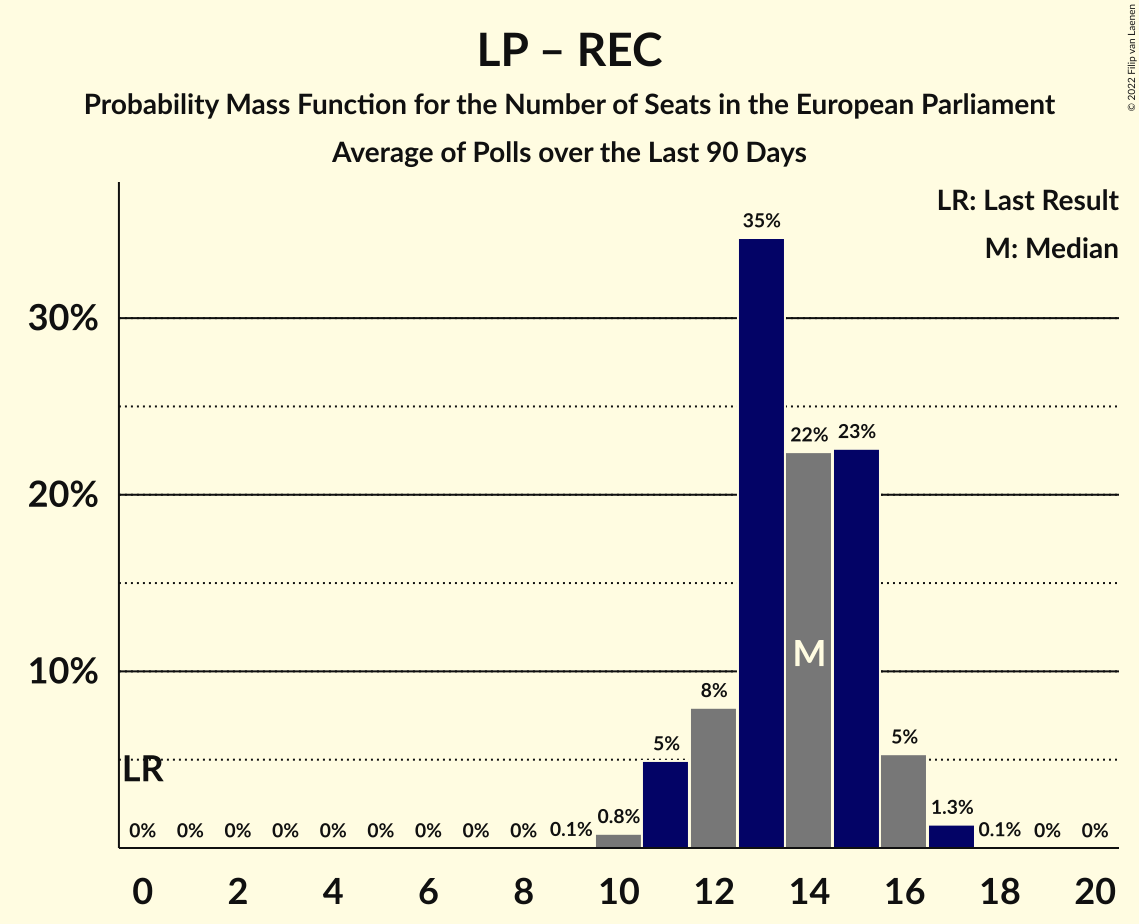 LP – REC
Probability Mass Function for the Number of Seats in the European Parliament
Average of Polls over the Last 90 Days
© 2022 Filip van Laenen
LR: Last Result
M: Median
30%
20%
10%
35%
22%
23%
8%
5%
5%
0.8%
1.3%
0% 0% 0% 0% 0% 0% 0% 0% 0% 0.1% 0.1% 0% 0%
LR
M
0 2 4 6 8 10 12 14 16 18 20